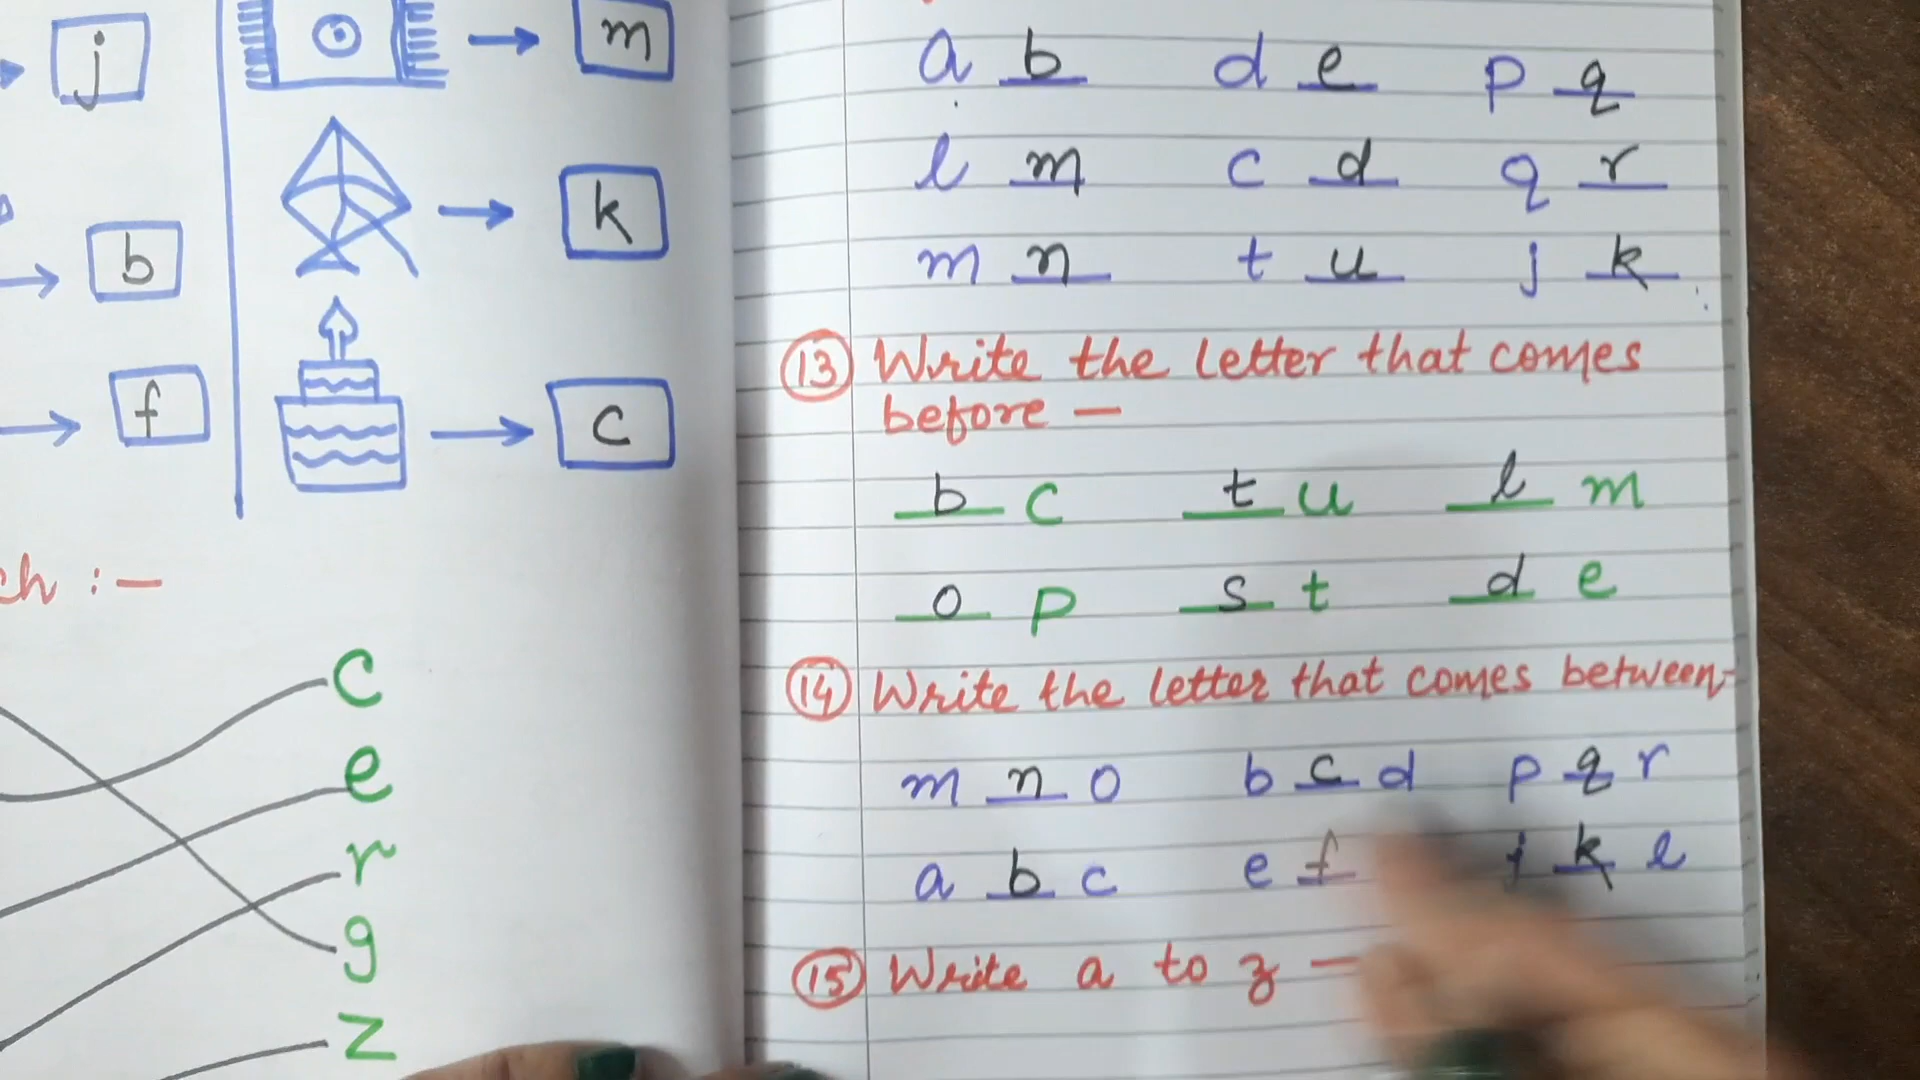 j
m
b
k
f
c
ch :-
c
e
r
g
z
a b d e p q
l m c d q r
m n t u j k
13 Write the letter that comes
before -
b c t u l m
o p s t d e
14 Write the letter that comes between-
m n o b c d p q r
a b c e f j k l
15 Write a to z -